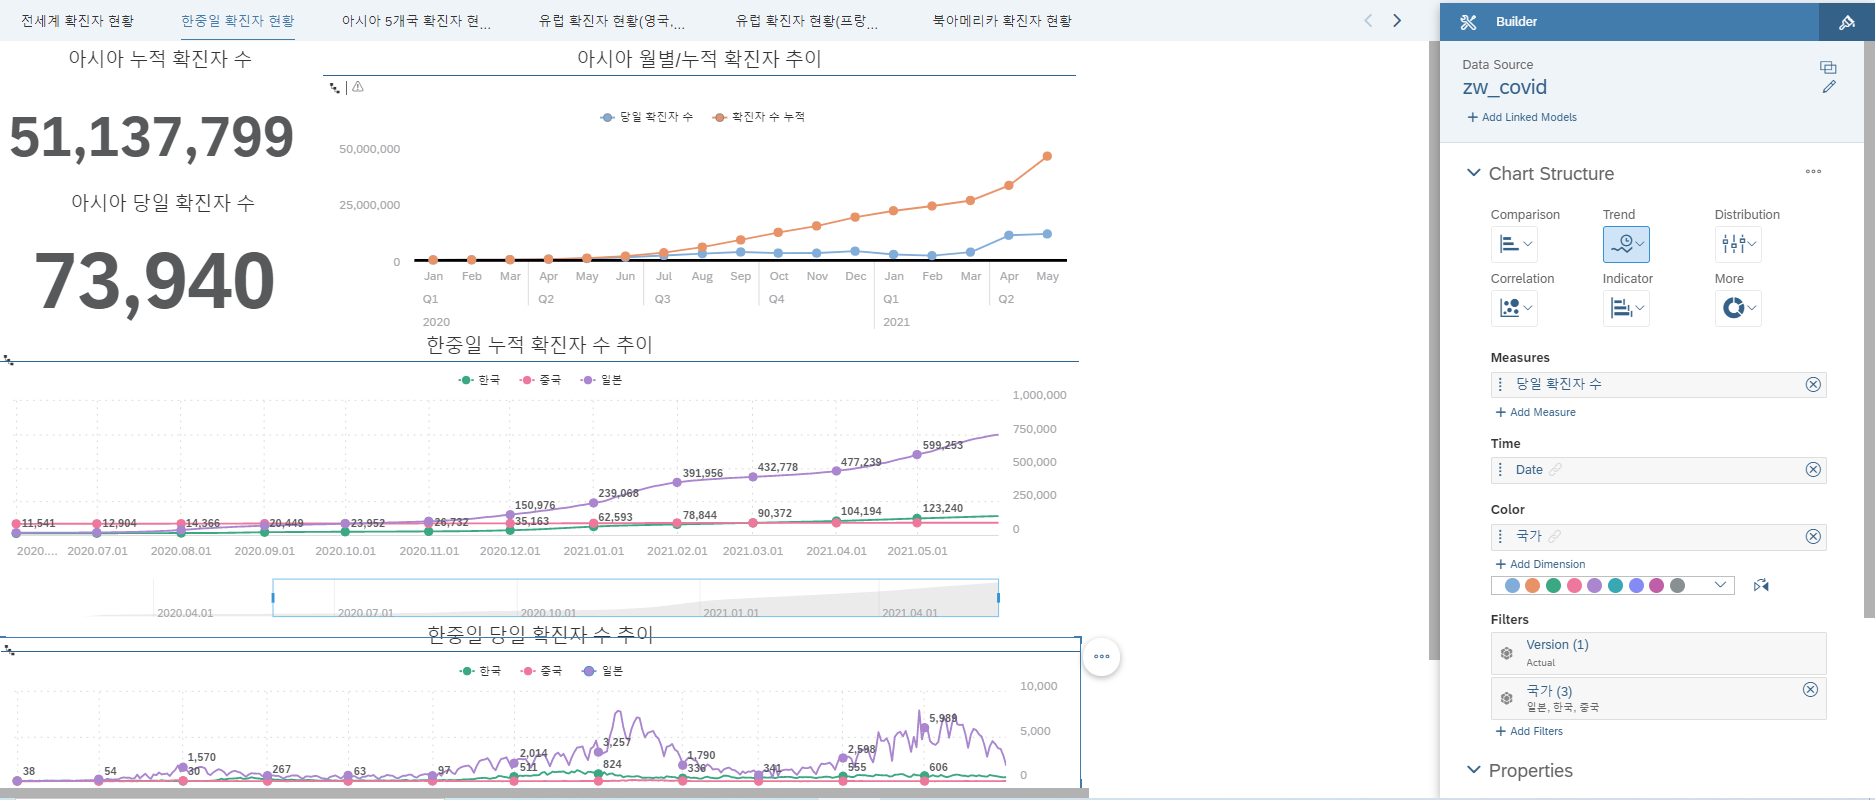 전세계 확진자 현황
한중일 확진자 현황
아시아 5개국 확진자 현...
유럽 확진자 현황(영국,...
유럽 확진자 현황(프랑...
북아메리카 확진자 현황
아시아 누적 확진자 수
51,137,799
아시아 당일 확진자 수
73,940
아시아 월별/누적 확진자 추이
당일 확진자 수 확진자 수 누적
50,000,000
25,000,000
0
Jan Feb Mar Apr May Jun Jul Aug Sep Oct Nov Dec Jan Feb Mar Apr May
Q1 Q2 Q3 Q4 Q1 Q2
2020 2021
한중일 누적 확진자 수 추이
한국 중국 일본
1,000,000
750,000
500,000
250,000
0
599,253
477,239
432,778
391,956
239,068
150,976
11,541 12,904 14,366 20,449 23,952 26,732 35,163 62,593 78,844 90,372 104,194 123,240
2020.... 2020.07.01 2020.08.01 2020.09.01 2020.10.01 2020.11.01 2020.12.01 2021.01.01 2021.02.01 2021.03.01 2021.04.01 2021.05.01
2020.04.01 2020.07.01 2020.10.01 2021.01.01 2021.04.01
한중일 당일 확진자 수 추이
한국 중국 일본
10,000
5,000
0
5,989
3,257
2,598
2,014
1,790
1,570
38 54 30 267 63 97 511 824 336 341 555 606
Builder
Data Source
zw_covid
+ Add Linked Models
Chart Structure
Comparison Trend Distribution
Correlation Indicator More
Measures
당일 확진자 수
+ Add Measure
Time
Date
Color
국가
+ Add Dimension
Filters
Version (1)
Actual
국가 (3)
일본, 한국, 중국
+ Add Filters
Properties